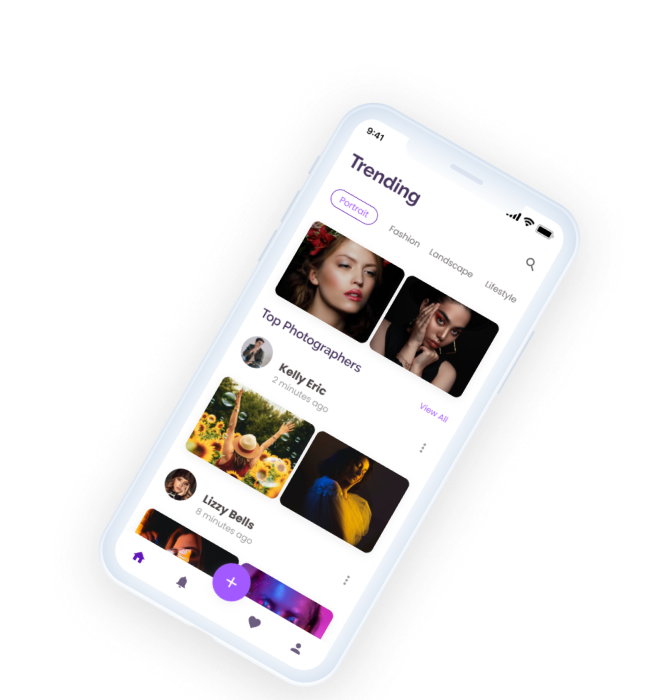 9:41
Trending
Portrait
Fashion
Landscape
Lifestyle
Top Photographers
View All
Kelly Eric
2 minutes ago
Lizzy Bells
8 minutes ago